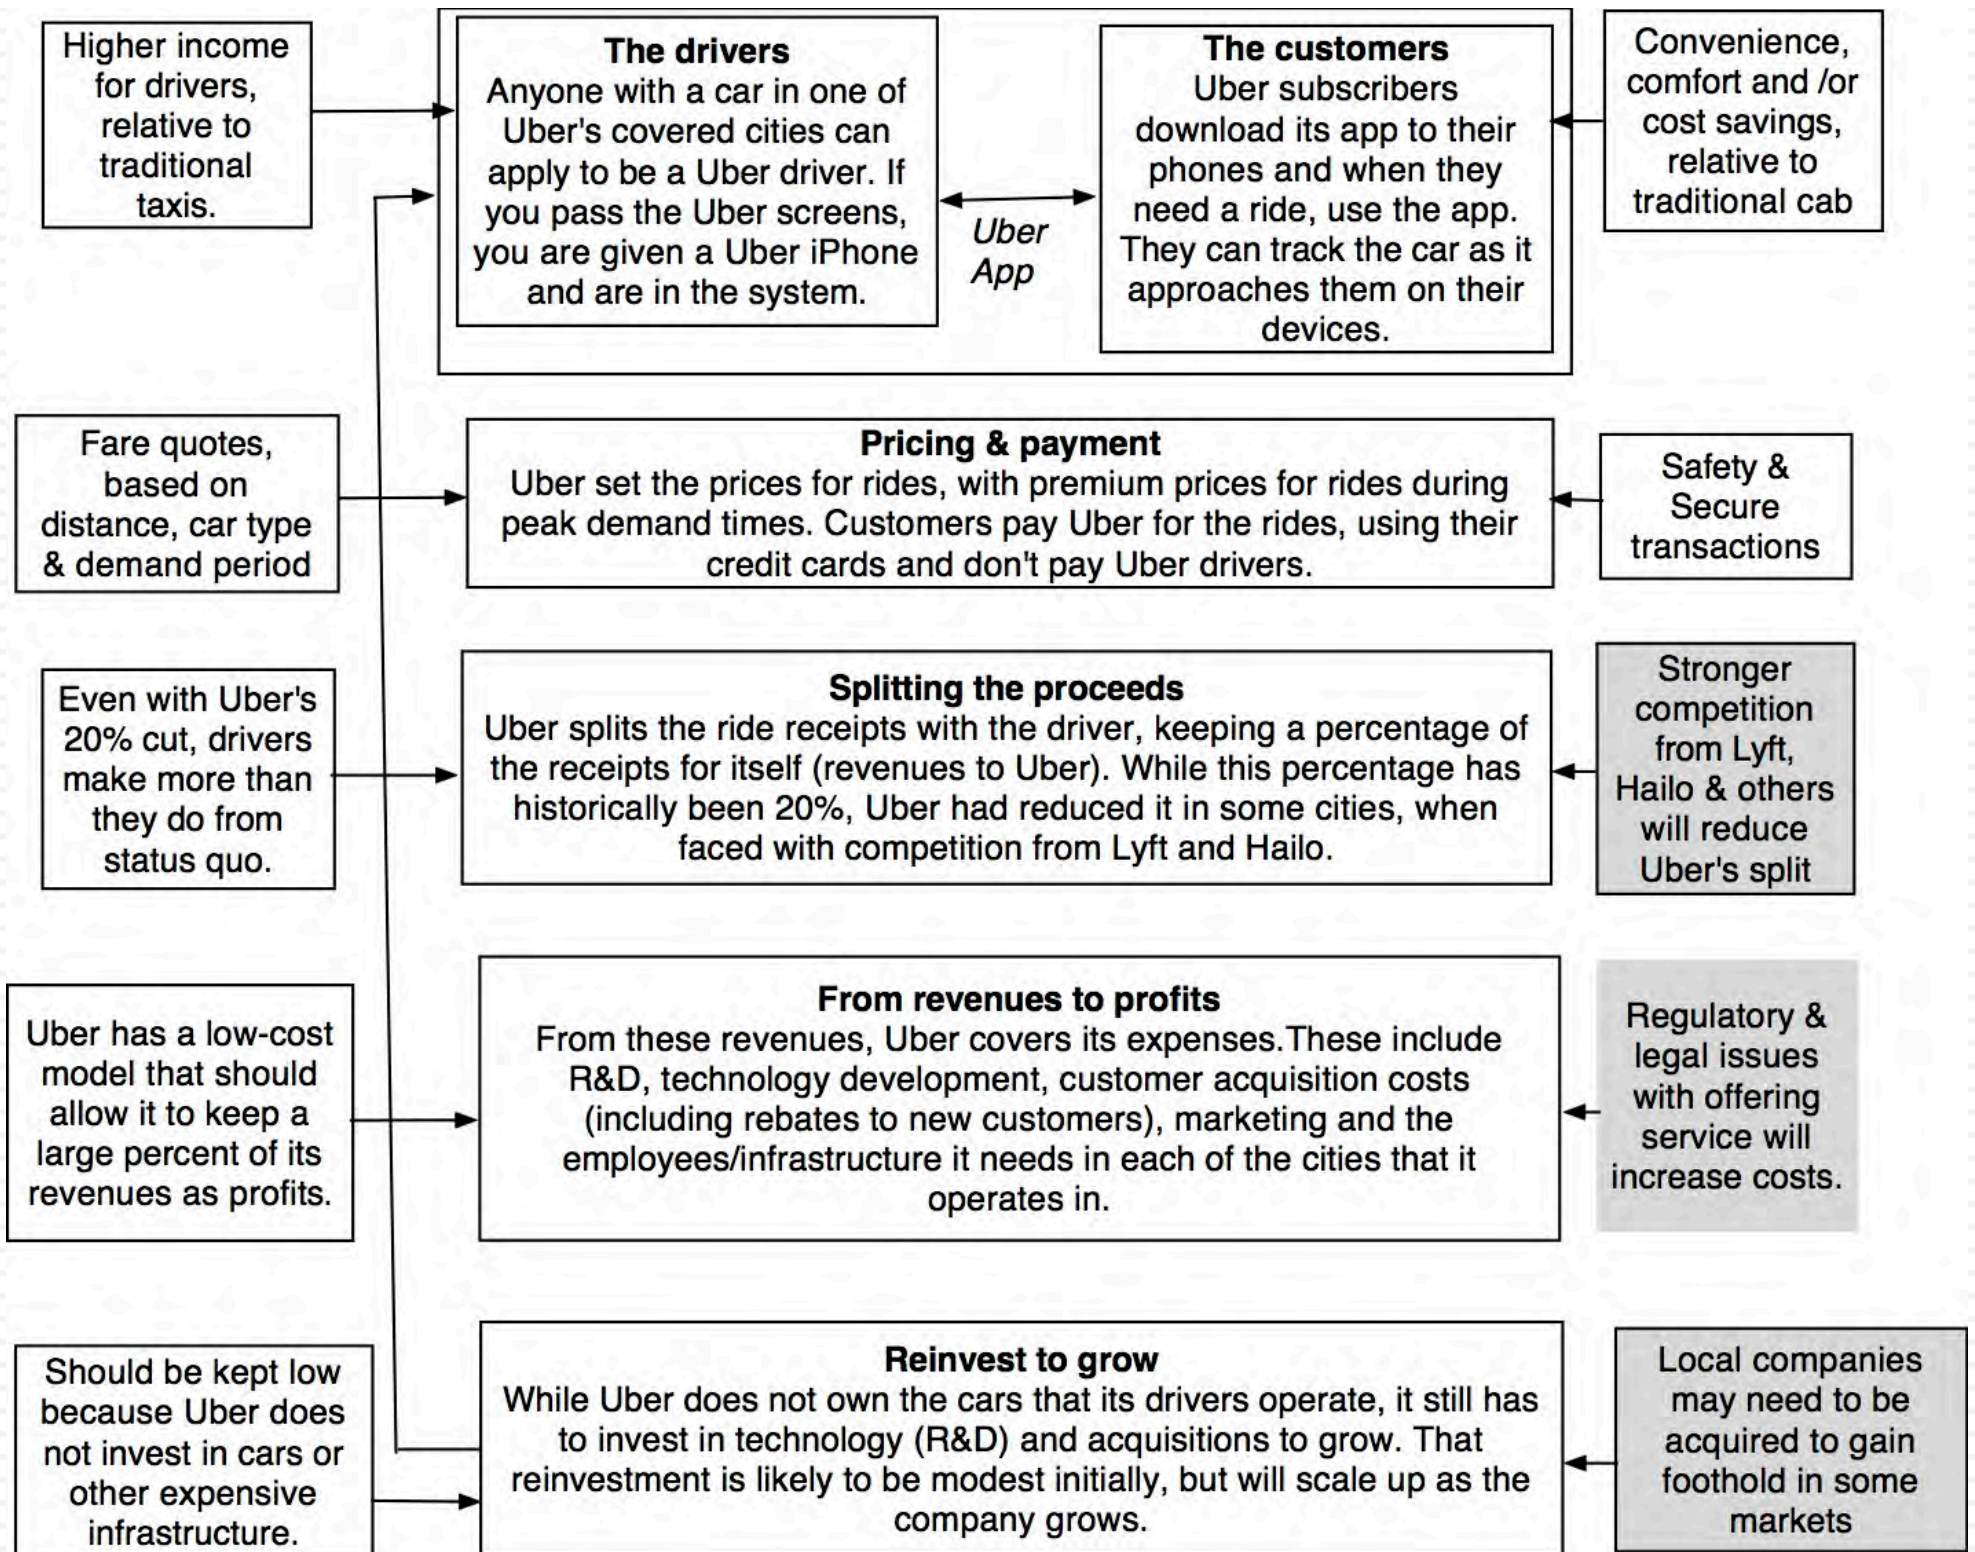 Higher income
for drivers,
relative to
traditional
taxis.
The drivers
Anyone with a car in one of
Uber's covered cities can
apply to be a Uber driver. If
you pass the Uber screens,
you are given a Uber iPhone
and are in the system.
Uber
App
The customers
Uber subscribers
download its app to their
phones and when they
need a ride, use the app.
They can track the car as it
approaches them on their
devices.
Convenience,
comfort and /or
cost savings,
relative to
traditional cab
Fare quotes,
based on
distance, car type
& demand period
Pricing & payment
Uber set the prices for rides, with premium prices for rides during
peak demand times. Customers pay Uber for the rides, using their
credit cards and don't pay Uber drivers.
Safety &
Secure
transactions
Even with Uber's
20% cut, drivers
make more than
they do from
status quo.
Splitting the proceeds
Uber splits the ride receipts with the driver, keeping a percentage of
the receipts for itself (revenues to Uber). While this percentage has
historically been 20%, Uber had reduced it in some cities, when
faced with competition from Lyft and Hailo.
Stronger
competition
from Lyft,
Hailo & others
will reduce
Uber's split
Uber has a low-cost
model that should
allow it to keep a
large percent of its
revenues as profits.
From revenues to profits
From these revenues, Uber covers its expenses.These include
R&D, technology development, customer acquisition costs
(including rebates to new customers), marketing and the
employees/infrastructure it needs in each of the cities that it
operates in.
Regulatory &
legal issues
with offering
service will
increase costs.
Should be kept low
because Uber does
not invest in cars or
other expensive
infrastructure.
Reinvest to grow
While Uber does not own the cars that its drivers operate, it still has
to invest in technology (R&D) and acquisitions to grow. That
reinvestment is likely to be modest initially, but will scale up as the
company grows.
Local companies
may need to be
acquired to gain
foothold in some
markets